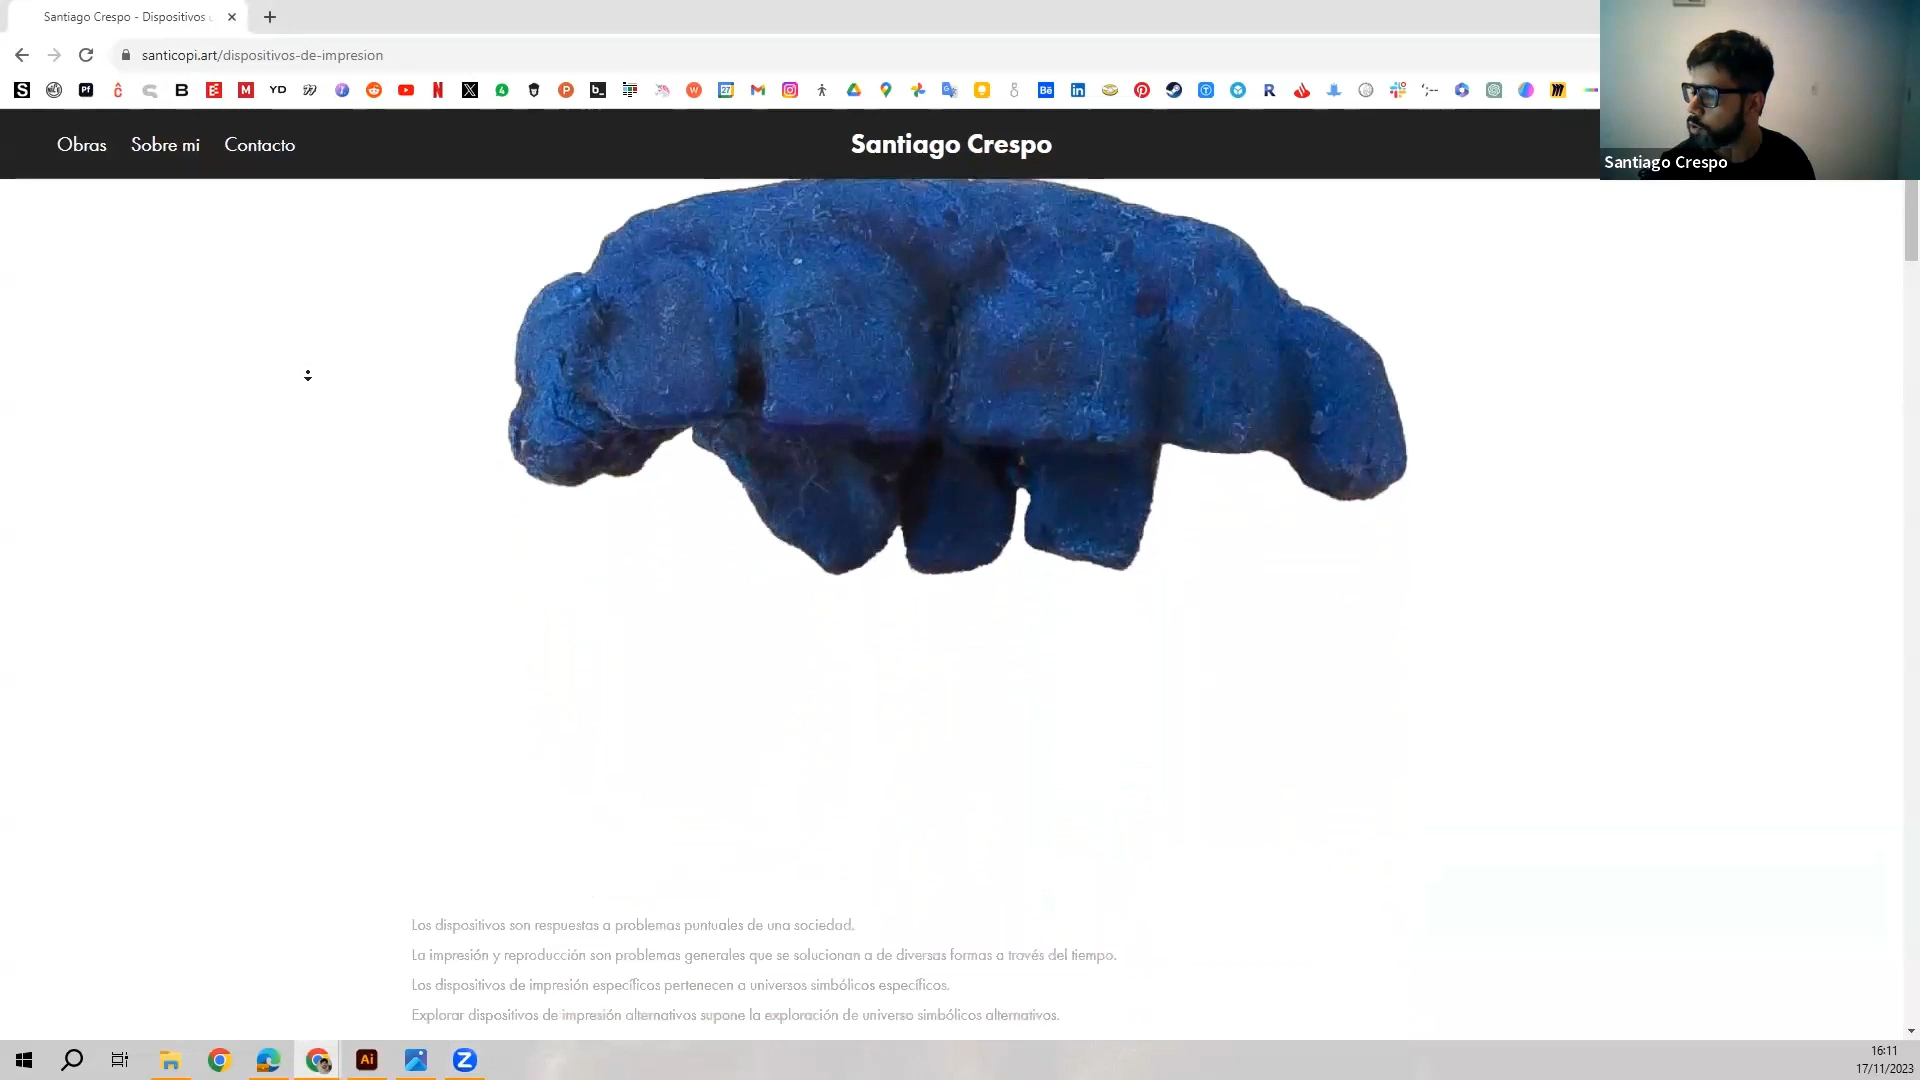 Santiago Crespo - Dispositivos
santicopi.art/dispositivos-de-impresion
Obras Sobre mi Contacto
Santiago Crespo
Santiago Crespo
Los dispositivos son respuestas a problemas puntuales de una sociedad.
La impresión y reproducción son problemas generales que se solucionan a de diversas formas a través del tiempo.
Los dispositivos de impresión específicos pertenecen a universos simbólicos específicos.
Explorar dispositivos de impresión alternativos supone la exploración de universo simbólicos alternativos.
16:11
17/11/2023